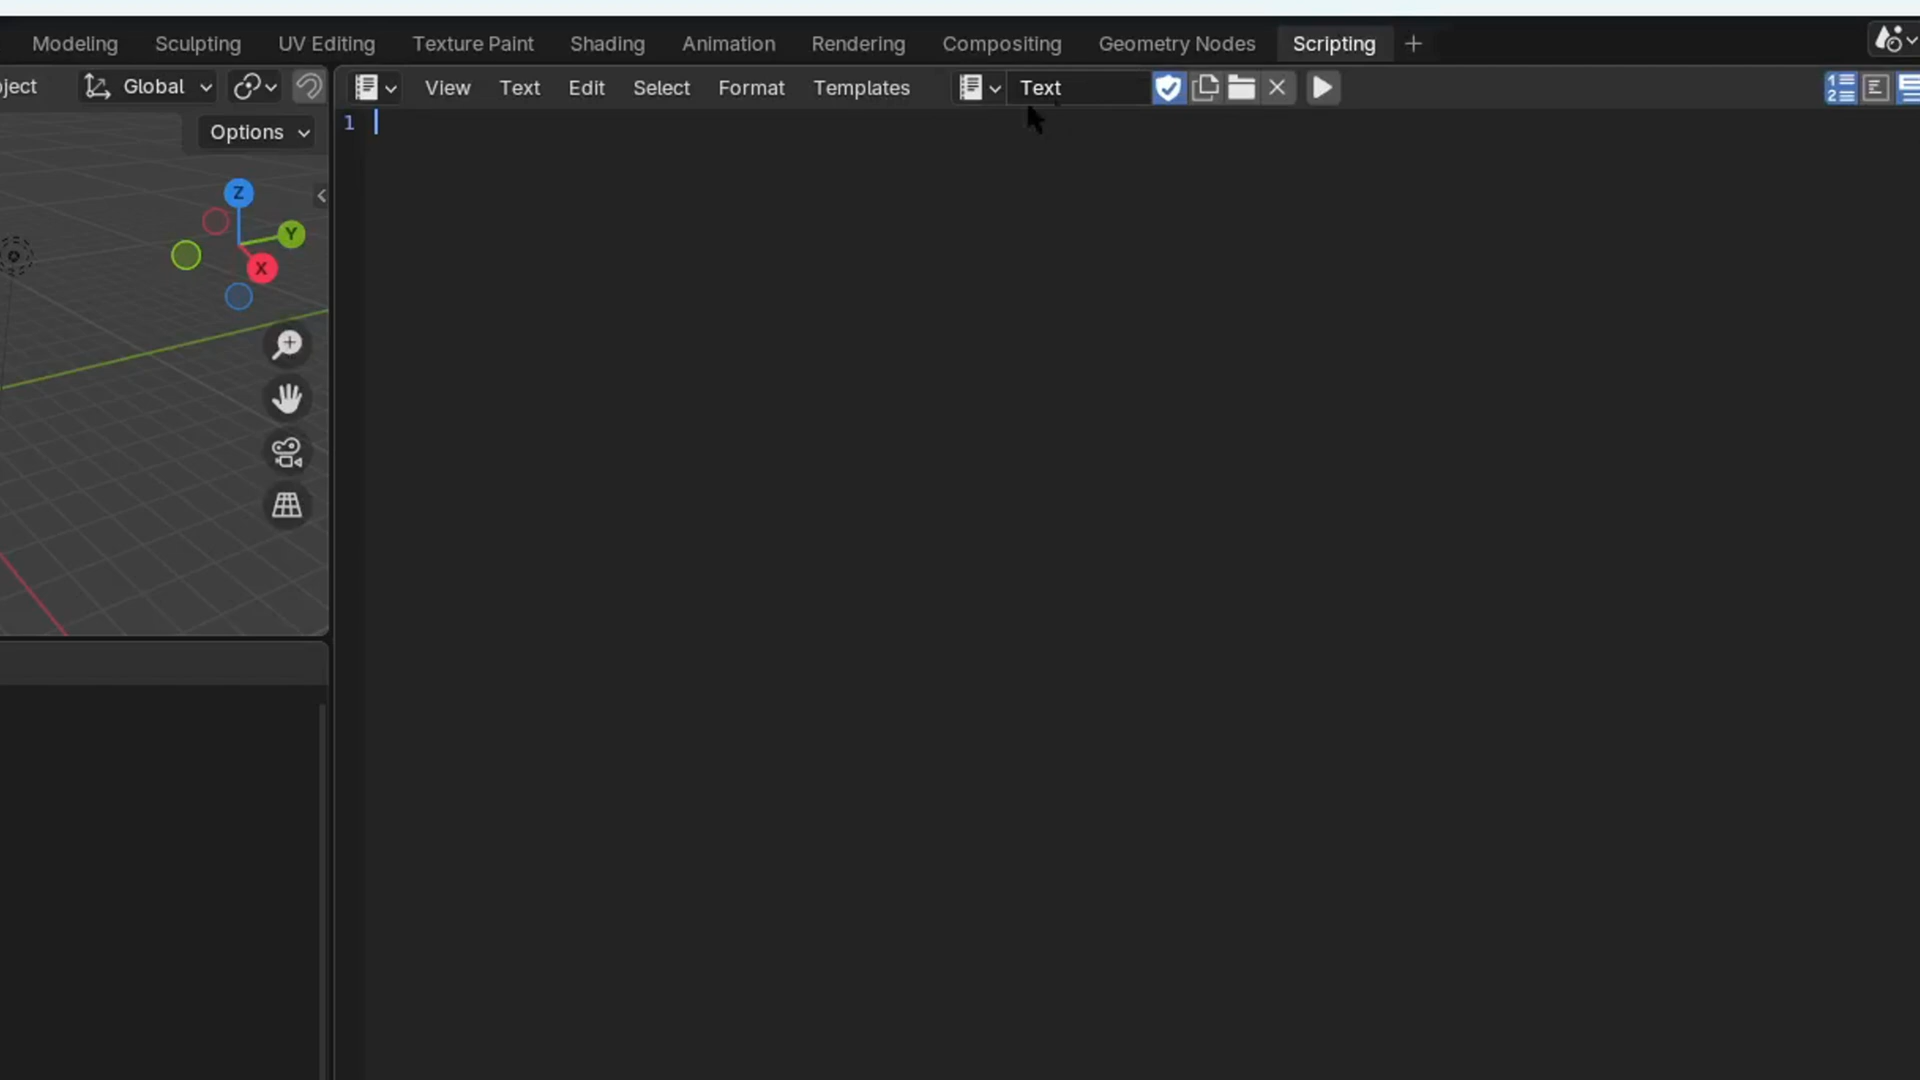 Modeling Sculpting UV Editing Texture Paint Shading Animation Rendering Compositing Geometry Nodes Scripting
ject Global View Text Edit Select Format Templates Text
Options
1
Z
Y
X